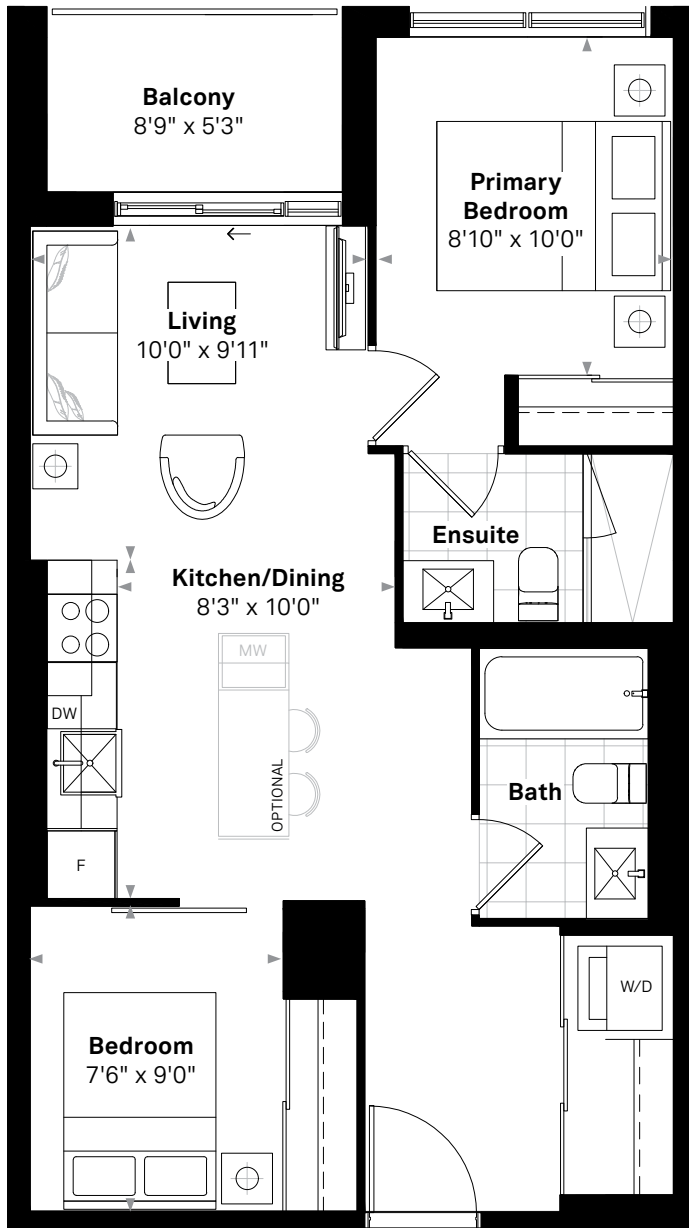 Balcony
8'9" x 5'3"
Primary
Bedroom
8'10" x 10'0"
Living
10'0" x 9'11"
Ensuite
Kitchen/Dining
8'3" x 10'0"
MW
DW
OPTIONAL
Bath
F
W/D
Bedroom
7'6" x 9'0"